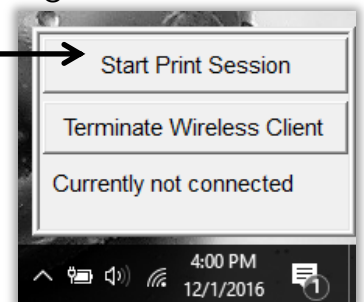 Start Print Session
Terminate Wireless Client
Currently not connected
4:00 PM
12/1/2016
1